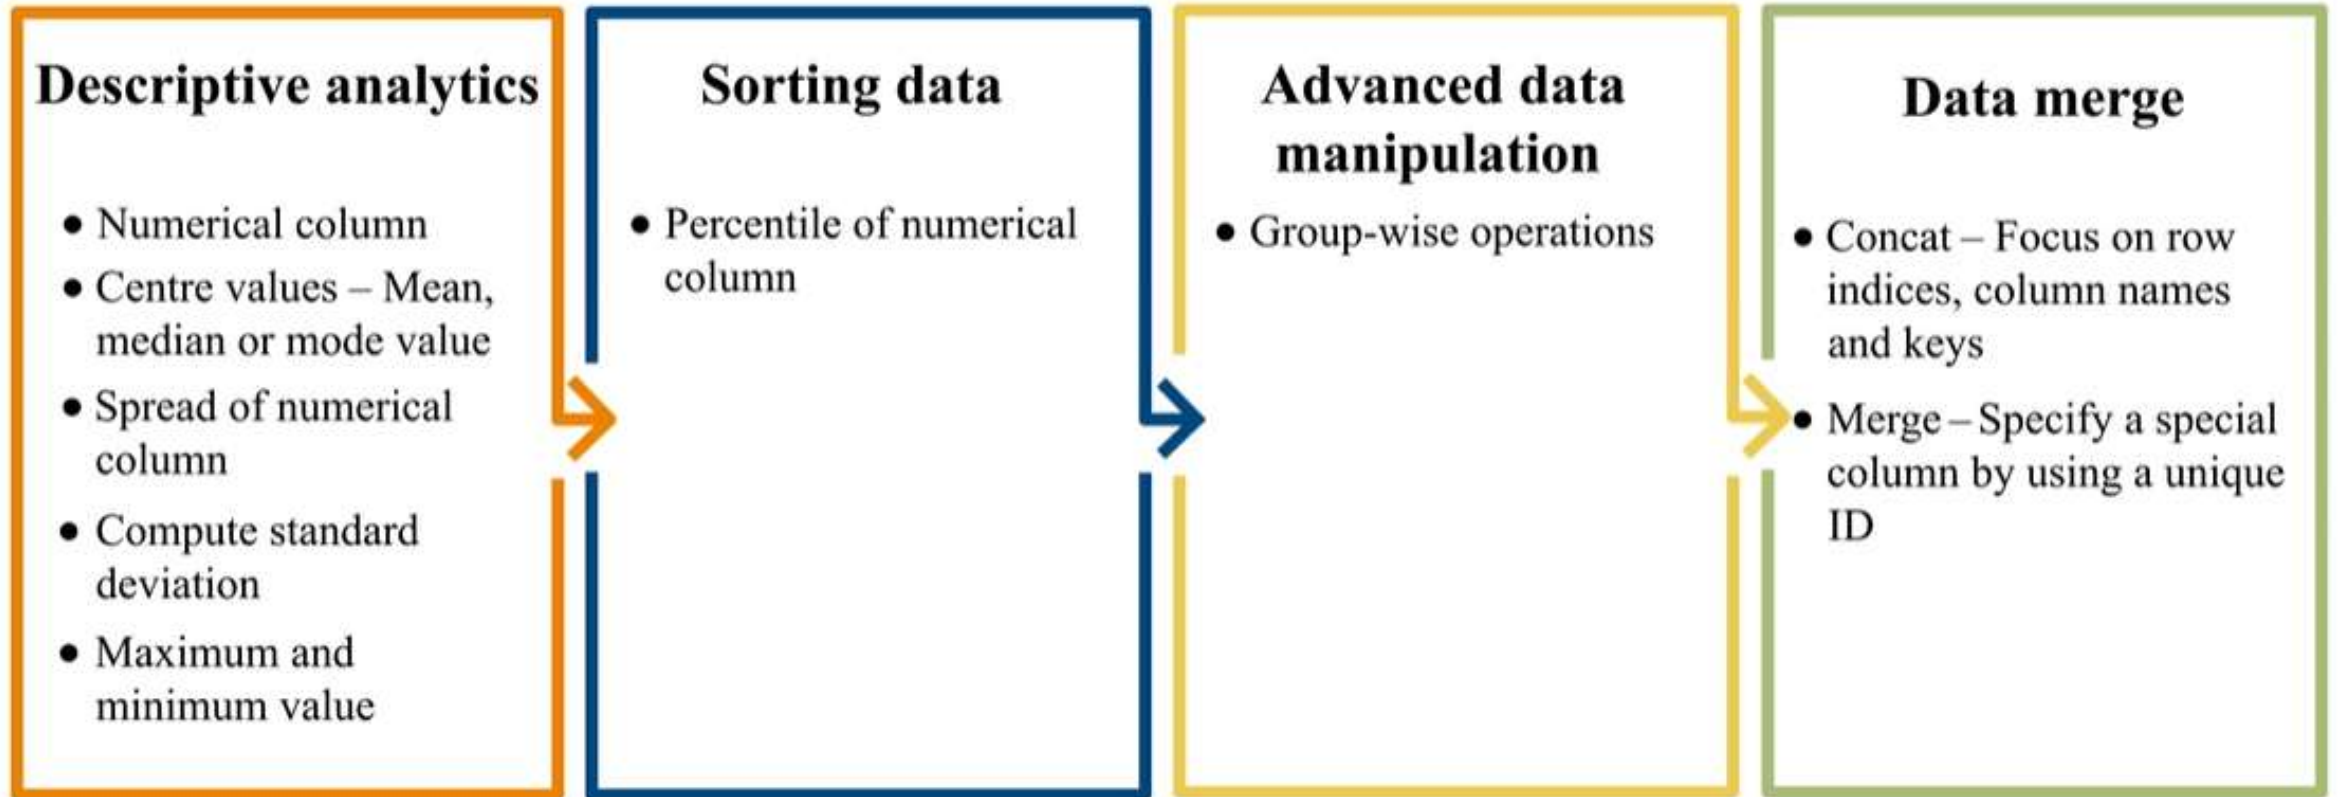 Descriptive analytics
• Numerical column
• Centre values – Mean,
median or mode value
• Spread of numerical
column
• Compute standard
deviation
• Maximum and
minimum value
Sorting data
• Percentile of numerical
column
Advanced data
manipulation
• Group-wise operations
Data merge
• Concat – Focus on row
indices, column names
and keys
• Merge – Specify a special
column by using a unique
ID